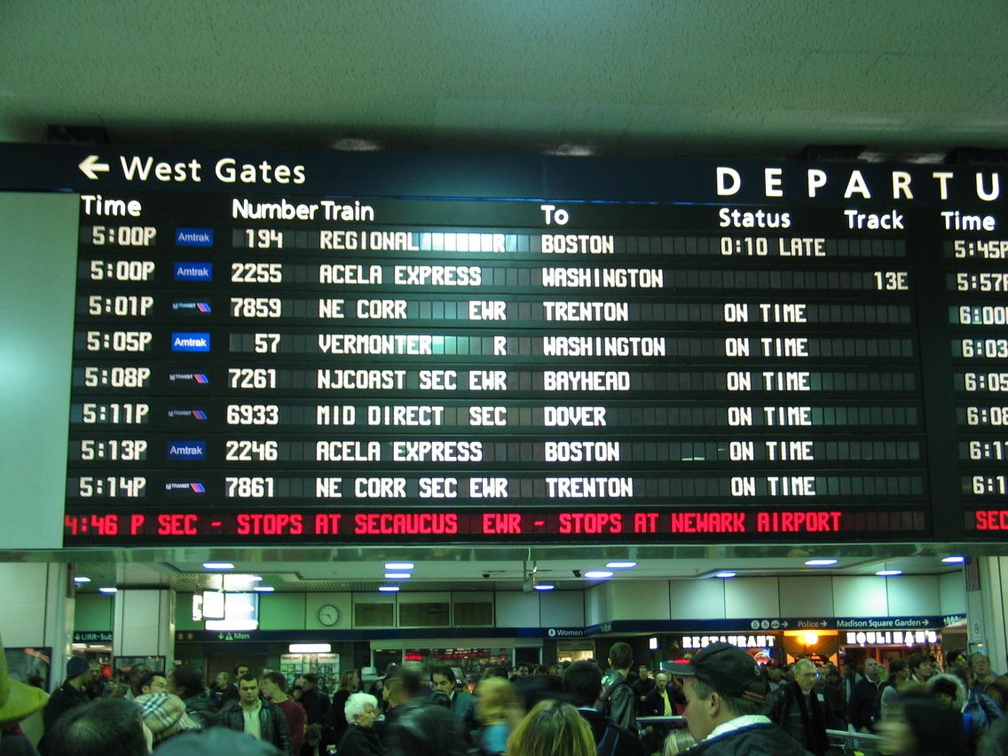 ← West Gates
DEPARTU
Time Number Train To Status Track Time
5:00P Amtrak 194 REGIONAL R BOSTON 0:10 LATE 5:45P
5:00P Amtrak 2255 ACELA EXPRESS WASHINGTON 13E 5:57P
5:01P TRANSIT 7859 NE CORR EWR TRENTON ON TIME 6:00
5:05P Amtrak 57 VERMONTER R WASHINGTON ON TIME 6:03
5:08P TRANSIT 7261 NJCOAST SEC EWR BAYHEAD ON TIME 6:05
5:11P TRANSIT 6933 MID DIRECT SEC DOVER ON TIME 6:08
5:13P Amtrak 2246 ACELA EXPRESS BOSTON ON TIME 6:1
5:14P TRANSIT 7861 NE CORR SEC EWR TRENTON ON TIME 6:1
4:46 P SEC - STOPS AT SECAUCUS EWR - STOPS AT NEWARK AIRPORT SEC
LIRR-Sub
Men
Women
Police → Madison Square Garden →
RESTAURANT
HOULIHAN'S